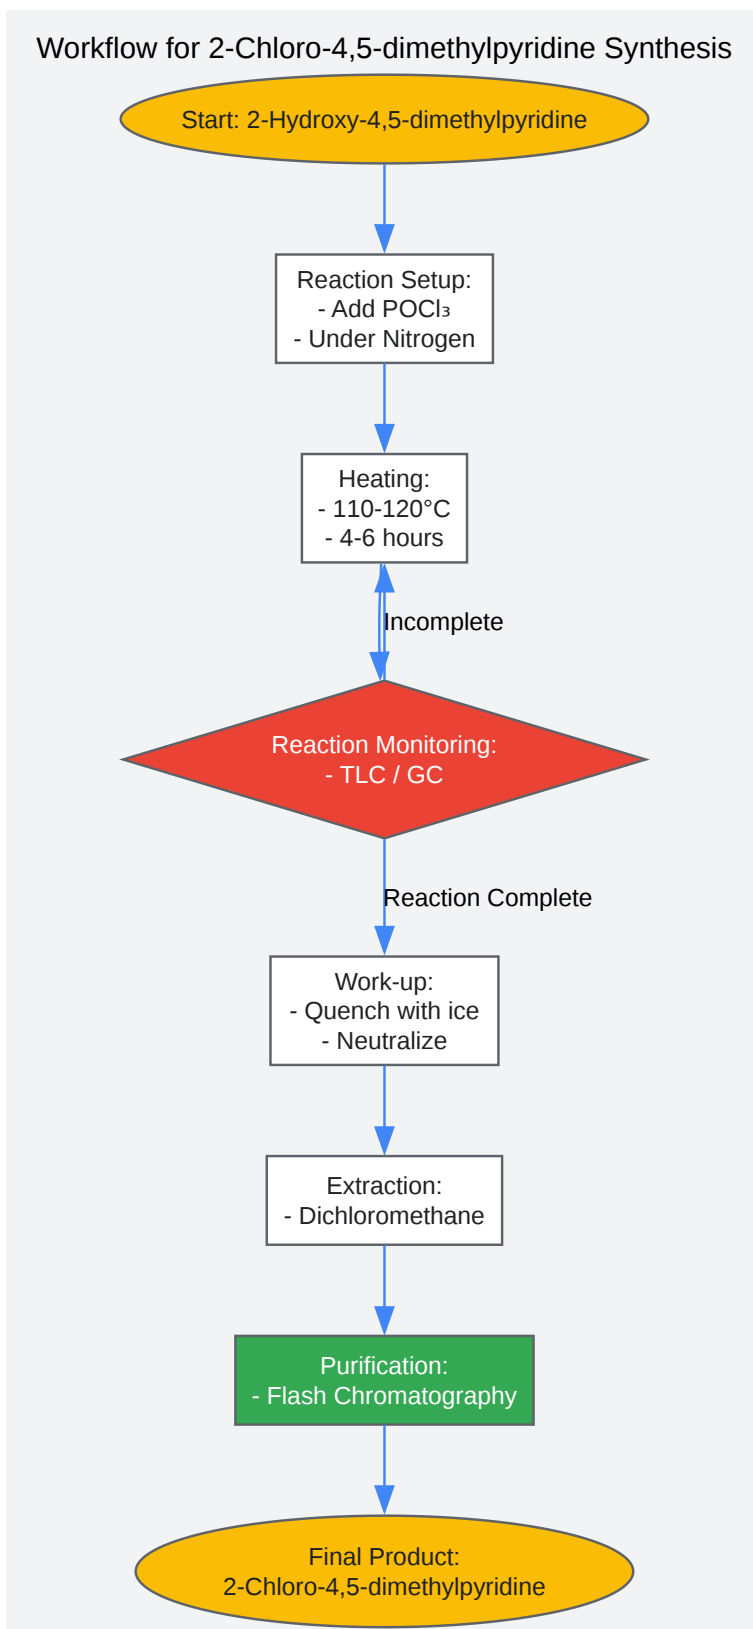 Workflow for 2-Chloro-4,5-dimethylpyridine Synthesis
Start: 2-Hydroxy-4,5-dimethylpyridine
Reaction Setup:
- Add POCl₃
- Under Nitrogen
Heating:
- 110-120°C
- 4-6 hours
Incomplete
Reaction Monitoring:
- TLC / GC
Reaction Complete
Work-up:
- Quench with ice
- Neutralize
Extraction:
- Dichloromethane
Purification:
- Flash Chromatography
Final Product:
2-Chloro-4,5-dimethylpyridine